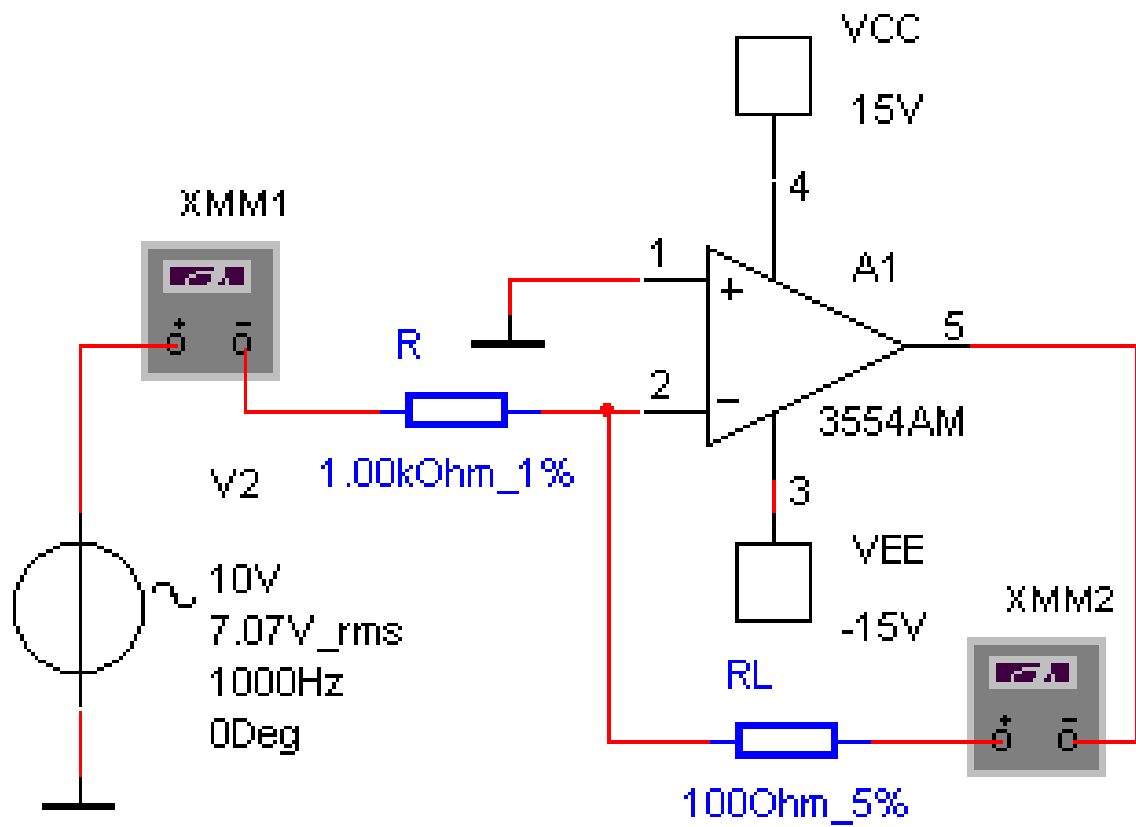 VCC
15V
4
XMM1
1
A1
+
+ −
R
5
2
−
3554AM
1.00kOhm_1%
V2
3
VEE
10V
XMM2
7.07V_rms
-15V
1000Hz
RL
0Deg
+ −
100Ohm_5%